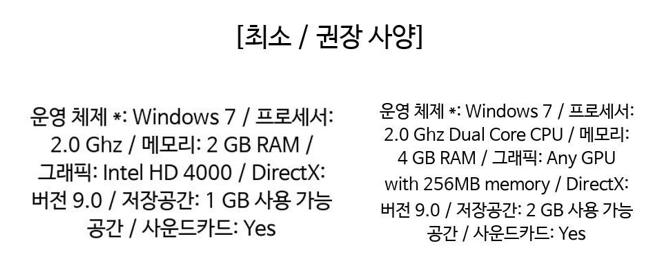 [최소 / 권장 사양]
운영 체제 *: Windows 7 / 프로세서:
2.0 Ghz / 메모리: 2 GB RAM /
그래픽: Intel HD 4000 / DirectX:
버전 9.0 / 저장공간: 1 GB 사용 가능
공간 / 사운드카드: Yes
운영 체제 *: Windows 7 / 프로세서:
2.0 Ghz Dual Core CPU / 메모리:
4 GB RAM / 그래픽: Any GPU
with 256MB memory / DirectX:
버전 9.0 / 저장공간: 2 GB 사용 가능
공간 / 사운드카드: Yes